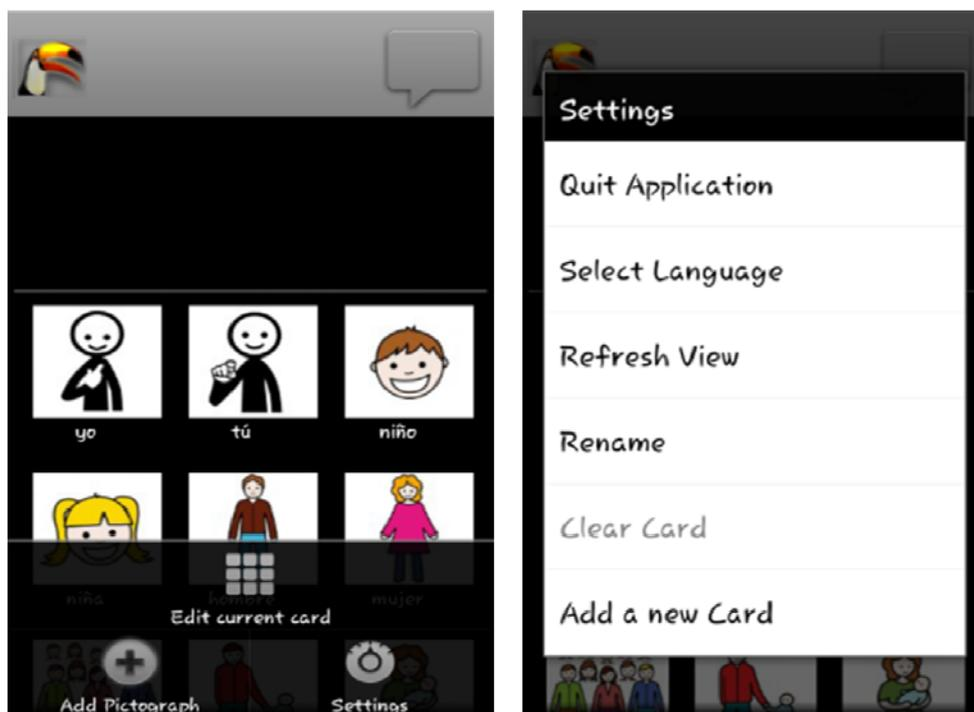 yo tú niño
niña hombre mujer
Edit current card
Add Pictograph Settings
Settings
Quit Application
Select Language
Refresh View
Rename
Clear Card
Add a new Card